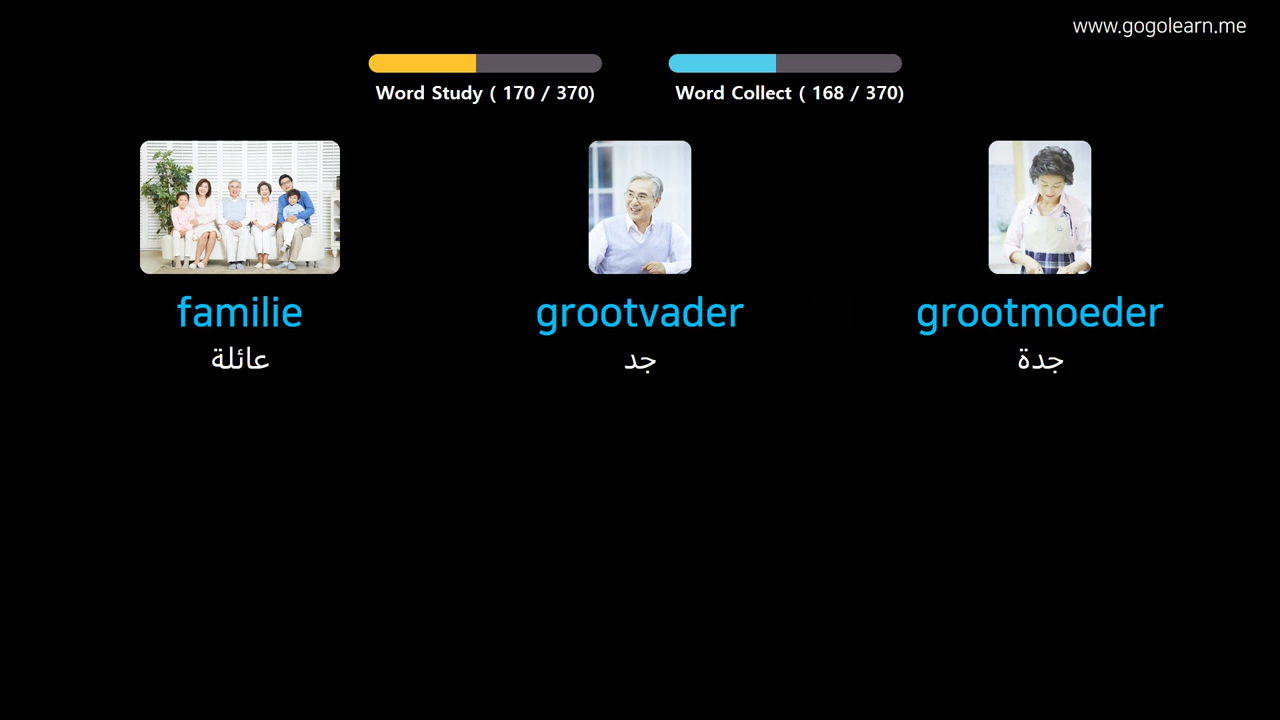 www.gogolearn.me
Word Study ( 170 / 370)
Word Collect ( 168 / 370)
familie
grootvader
grootmoeder
عائلة
جد
جدة